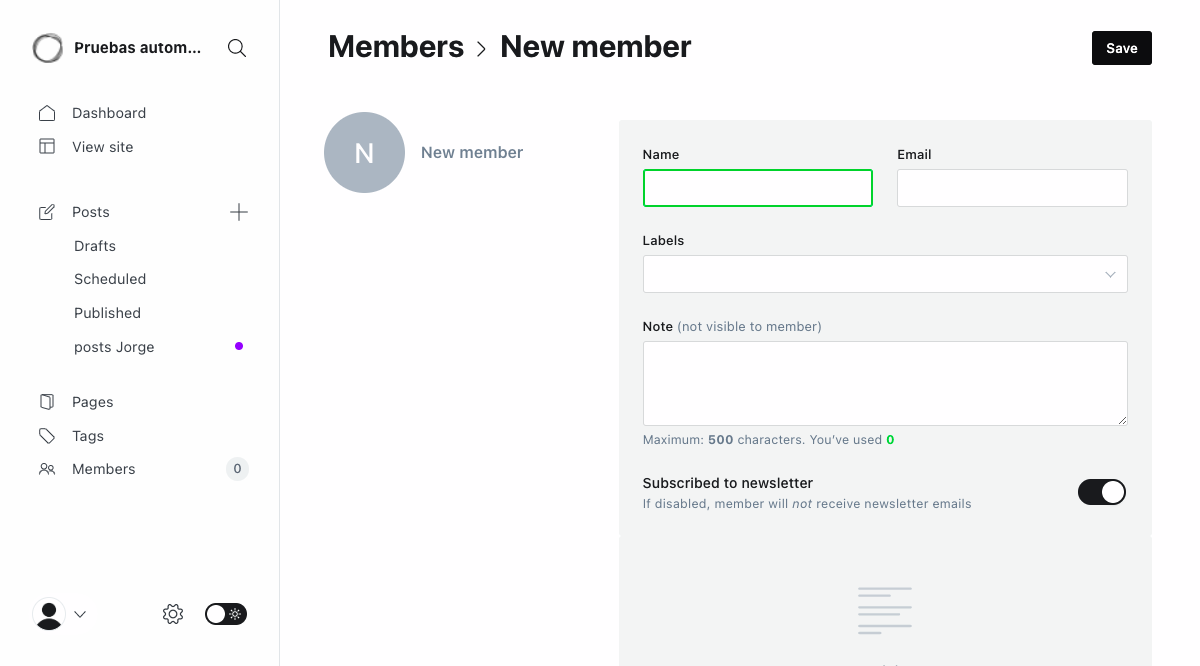 Pruebas autom...
Dashboard
View site
Posts
Drafts
Scheduled
Published
posts Jorge
Pages
Tags
Members
0
Members > New member
Save
N
New member
Name
Email
Labels
Note (not visible to member)
Maximum: 500 characters. You’ve used 0
Subscribed to newsletter
If disabled, member will not receive newsletter emails